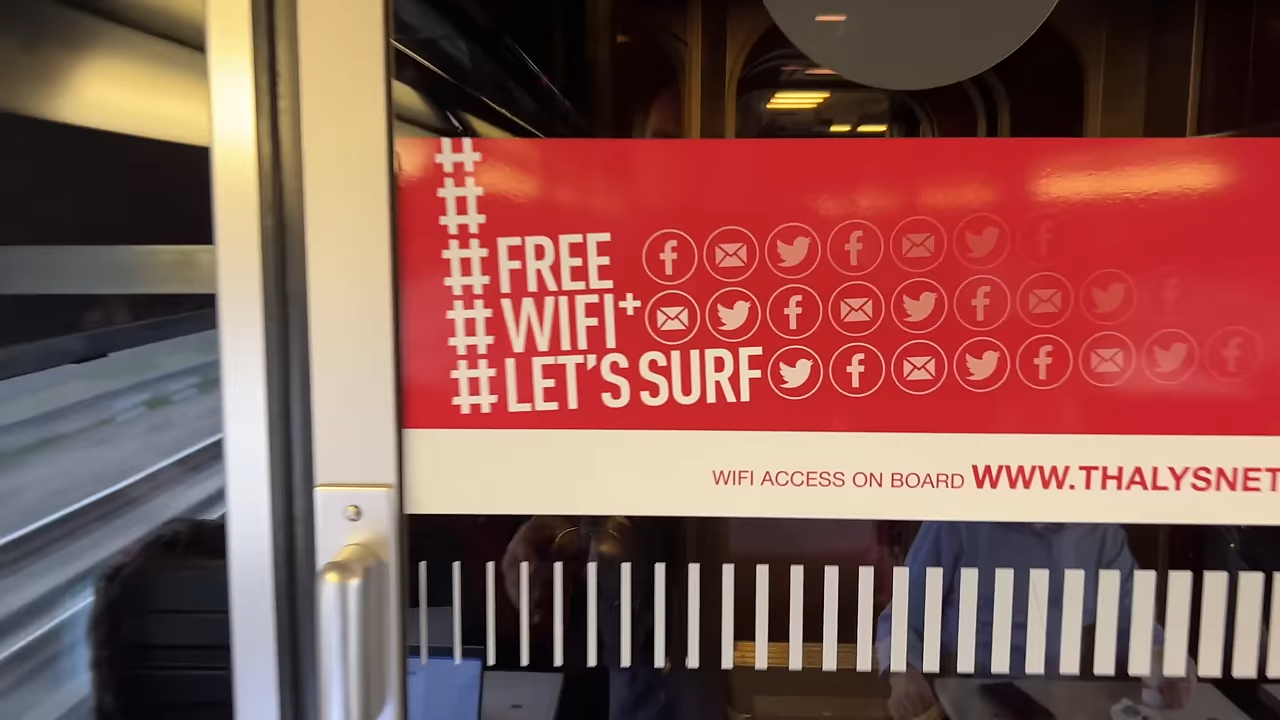 #
#
# FREE
# WIFI+
# LET'S SURF
WIFI ACCESS ON BOARD WWW.THALYSNET